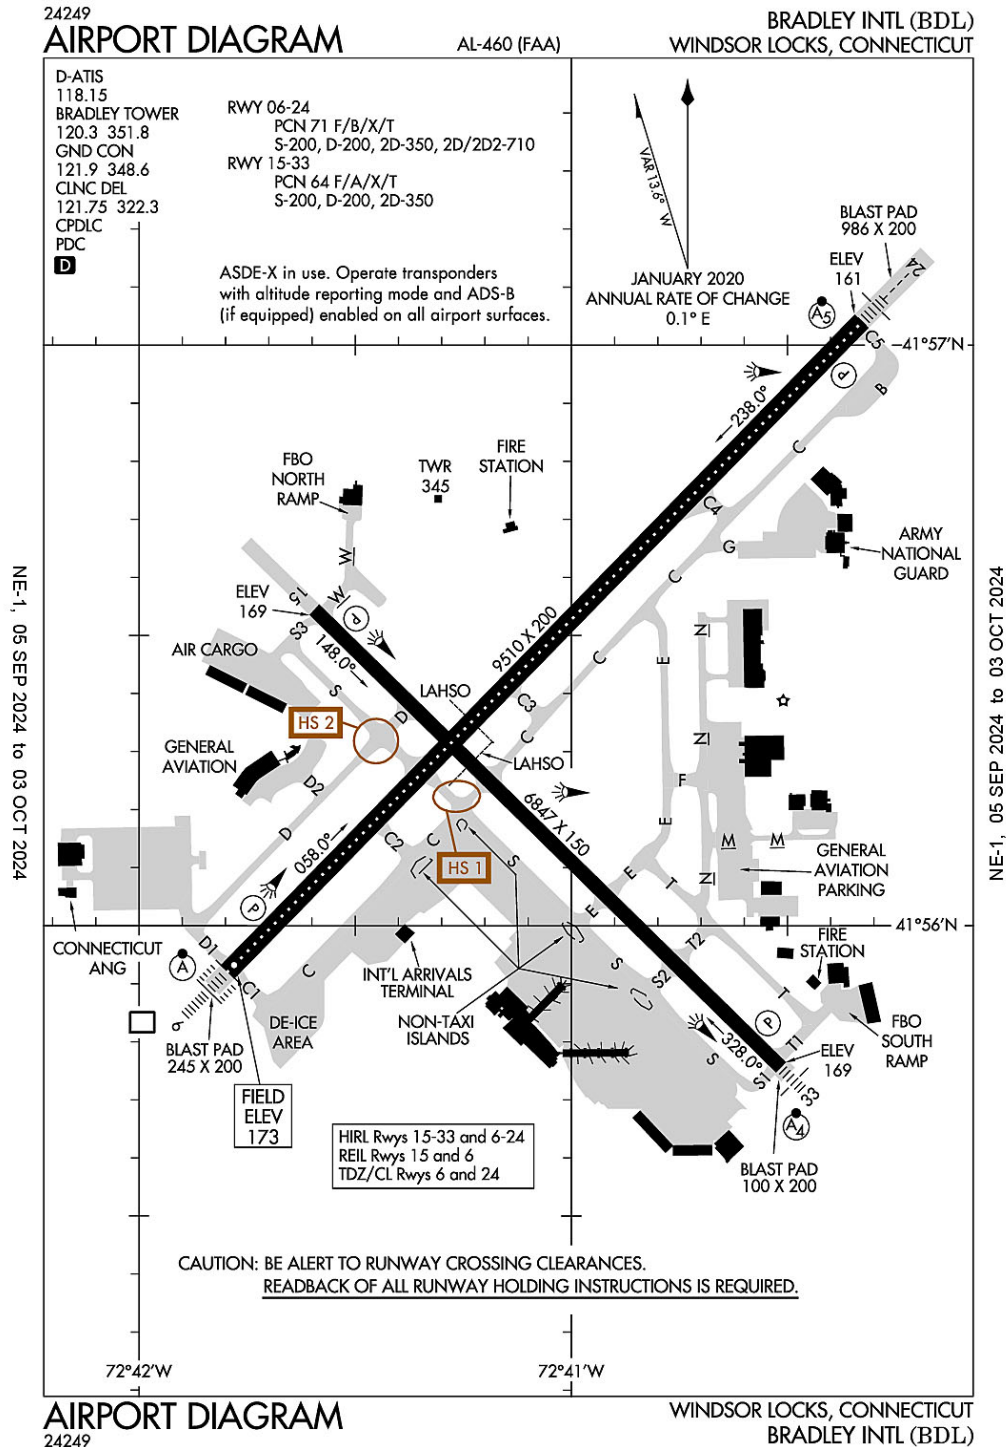 24249
AIRPORT DIAGRAM
AL-460 (FAA)
BRADLEY INTL (BDL)
WINDSOR LOCKS, CONNECTICUT
D-ATIS
118.15
BRADLEY TOWER
120.3 351.8
GND CON
121.9 348.6
CLNC DEL
121.75 322.3
CPDLC
PDC
D
RWY 06-24
PCN 71 F/B/X/T
S-200, D-200, 2D-350, 2D/2D2-710
RWY 15-33
PCN 64 F/A/X/T
S-200, D-200, 2D-350
ASDE-X in use. Operate transponders
with altitude reporting mode and ADS-B
(if equipped) enabled on all airport surfaces.
VAR 13.6° W
JANUARY 2020
ANNUAL RATE OF CHANGE
0.1° E
BLAST PAD
986 X 200
24
ELEV
161
A5
C5
41°57'N
P
B
238.0°
C
FBO
NORTH
RAMP
TWR
345
FIRE
STATION
C4
G
ARMY
NATIONAL
GUARD
W
C
ELEV
169
15
W
P
S3
148.0°
9510 X 200
N
AIR CARGO
C
E
S
LAHSO
C3
D
HS 2
C
N
GENERAL
AVIATION
LAHSO
D2
F
6847 X 150
D
058.0°
C2
C
C
S
HS 1
E
M
M
GENERAL
AVIATION
PARKING
E
T
N
P
E
41°56'N
CONNECTICUT
ANG
D1
A
T2
FIRE
STATION
C
INT'L ARRIVALS
TERMINAL
S
S2
C1
T
6
DE-ICE
AREA
NON-TAXI
ISLANDS
P
FBO
SOUTH
RAMP
BLAST PAD
245 X 200
328.0°
T1
ELEV
169
S
S1
33
FIELD
ELEV
173
A4
HIRL Rwys 15-33 and 6-24
REIL Rwys 15 and 6
TDZ/CL Rwys 6 and 24
BLAST PAD
100 X 200
CAUTION: BE ALERT TO RUNWAY CROSSING CLEARANCES.
READBACK OF ALL RUNWAY HOLDING INSTRUCTIONS IS REQUIRED.
72°42'W
72°41'W
NE-1, 05 SEP 2024 to 03 OCT 2024
NE-1, 05 SEP 2024 to 03 OCT 2024
AIRPORT DIAGRAM
24249
WINDSOR LOCKS, CONNECTICUT
BRADLEY INTL (BDL)